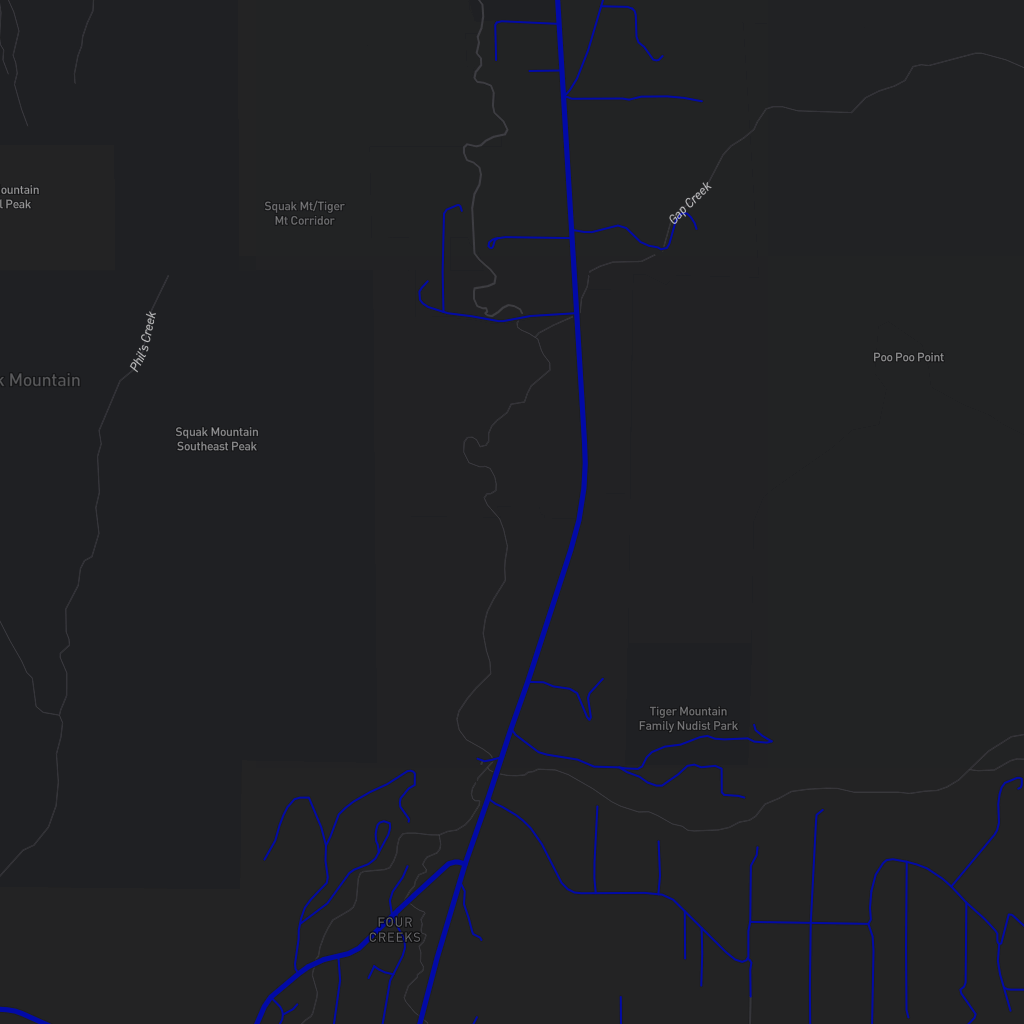 ountain
l Peak
Squak Mt/Tiger
Mt Corridor
Gap Creek
Phil's Creek
k Mountain
Poo Poo Point
Squak Mountain
Southeast Peak
Tiger Mountain
Family Nudist Park
FOUR
CREEKS